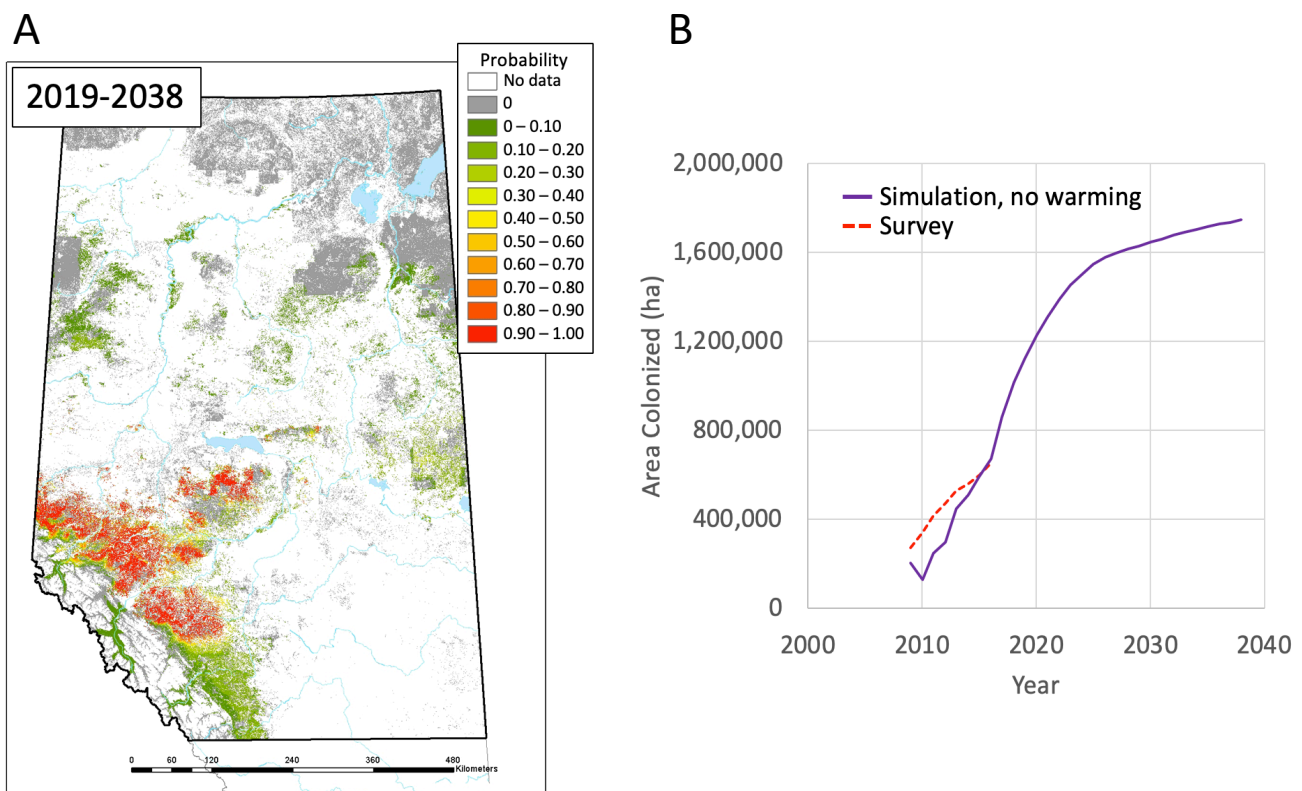 A
2019-2038
Probability
No data
0
0 – 0.10
0.10 – 0.20
0.20 – 0.30
0.30 – 0.40
0.40 – 0.50
0.50 – 0.60
0.60 – 0.70
0.70 – 0.80
0.80 – 0.90
0.90 – 1.00
0 60 120 240 360 480
Kilometers
B
2,000,000
1,600,000
1,200,000
800,000
400,000
0
Area Colonized (ha)
Simulation, no warming
Survey
2000 2010 2020 2030 2040
Year